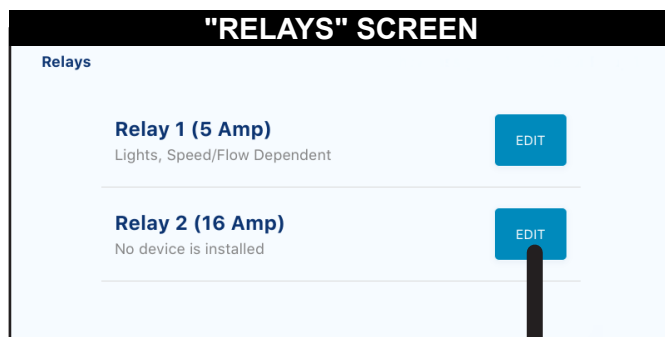 "RELAYS" SCREEN
Relays
Relay 1 (5 Amp)
Lights, Speed/Flow Dependent
EDIT
Relay 2 (16 Amp)
No device is installed
EDIT